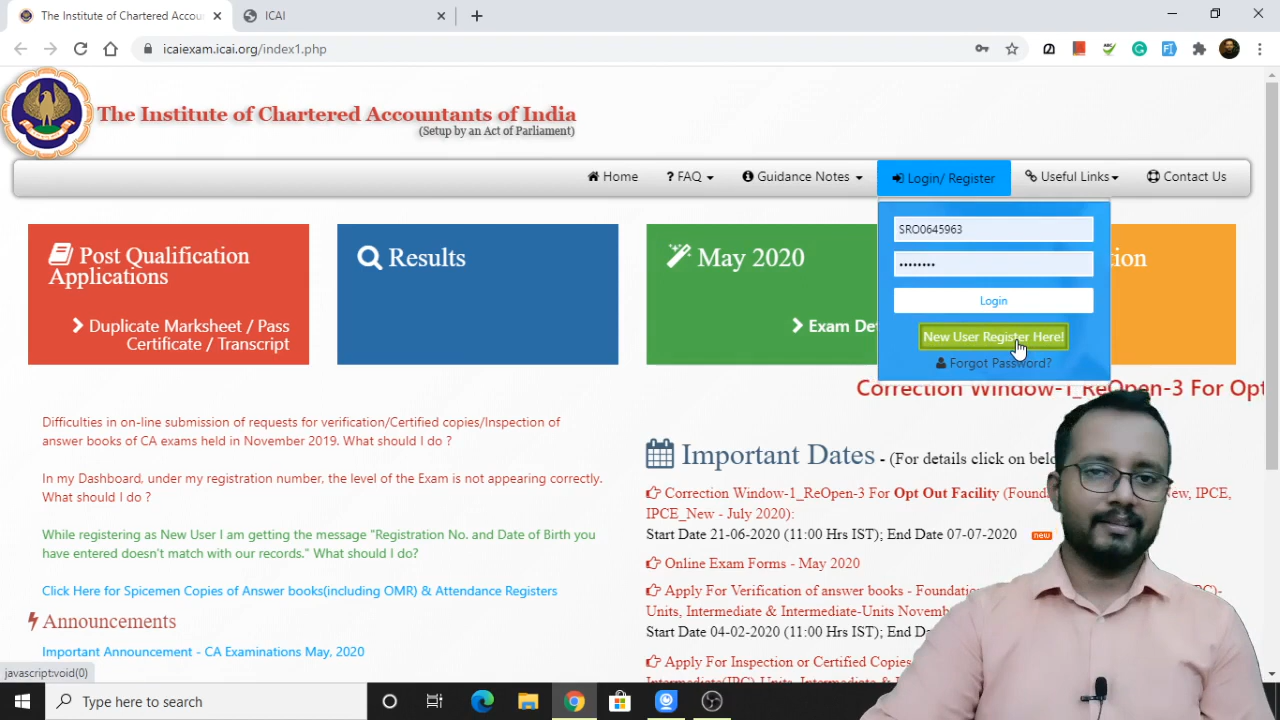 The Institute of Chartered Accou
ICAI
icaiexam.icai.org/index1.php
The Institute of Chartered Accountants of India
(Setup by an Act of Parliament)
Home
? FAQ
Guidance Notes
Login/ Register
Useful Links
Contact Us
SRO0645963
••••••••
Login
New User Register Here!
Forgot Password?
Post Qualification
Applications
Duplicate Marksheet / Pass
Certificate / Transcript
Results
May 2020
Exam
Correction Window-1_ReOpen-3 For Opt
Difficulties in on-line submission of requests for verification/Certified copies/Inspection of
answer books of CA exams held in November 2019. What should I do ?
In my Dashboard, under my registration number, the level of the Exam is not appearing correctly.
What should I do ?
While registering as New User I am getting the message "Registration No. and Date of Birth you
have entered doesn't match with our records." What should I do?
Click Here for Spicemen Copies of Answer books(including OMR) & Attendance Registers
Announcements
Important Announcement - CA Examinations May, 2020
Important Dates - (For details click on
Correction Window-1_ReOpen-3 For Opt Out Facility IPCE,
IPCE_New - July 2020):
Start Date 21-06-2020 (11:00 Hrs IST); End Date 07-07-2020 new
Online Exam Forms - May 2020
Apply For Verification of answer books -
Units, Intermediate & Intermediate-Units
Start Date 04-02-2020 (11:00 Hrs IST); End
Apply For Inspection or Certified Copies
javascript:void(0)
Type here to search